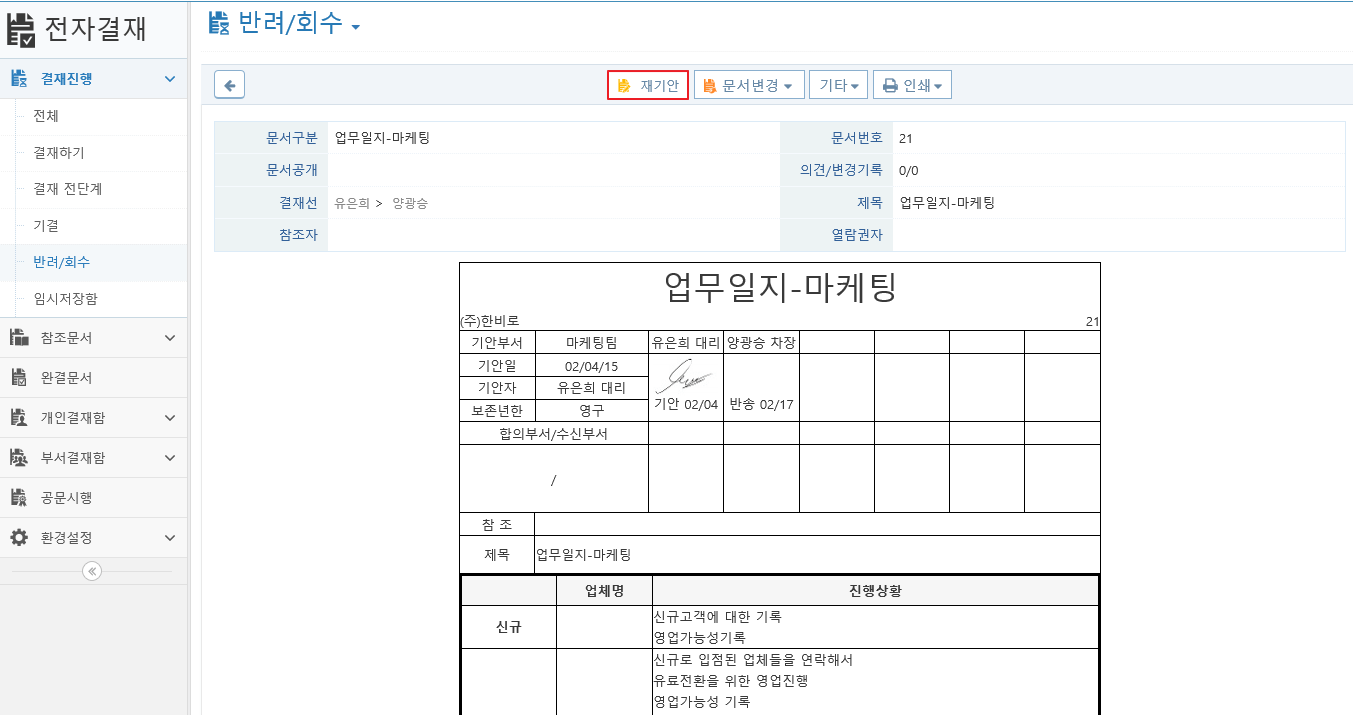 전자결재
결재진행
전체
결재하기
결재 전단계
기결
반려/회수
임시저장함
참조문서
완결문서
개인결재함
부서결재함
공문시행
환경설정
반려/회수
재기안 문서변경 기타 인쇄
문서구분 업무일지-마케팅 문서번호 21
문서공개 의견/변경기록 0/0
결재선 유은희 > 양광승 제목 업무일지-마케팅
참조자 열람권자
업무일지-마케팅
(주)한비로 21
기안부서 마케팅팀 유은희 대리 양광승 차장
기안일 02/04/15
기안자 유은희 대리
기안 02/04 반송 02/17
보존년한 영구
합의부서/수신부서
/
참 조
제목 업무일지-마케팅
업체명 진행상황
신규 신규고객에 대한 기록
영업가능성기록
신규로 입점된 업체들을 연락해서
유료전환을 위한 영업진행
영업가능성 기록